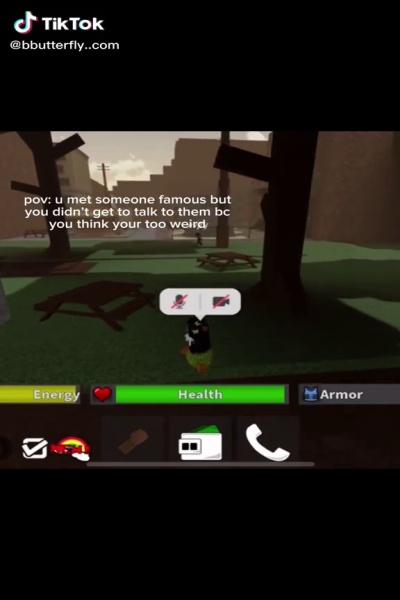 TikTok
@bbutterfly..com
pov: u met someone famous but
you didn't get to talk to them bc
you think your too weird
Energy
Health
Armor